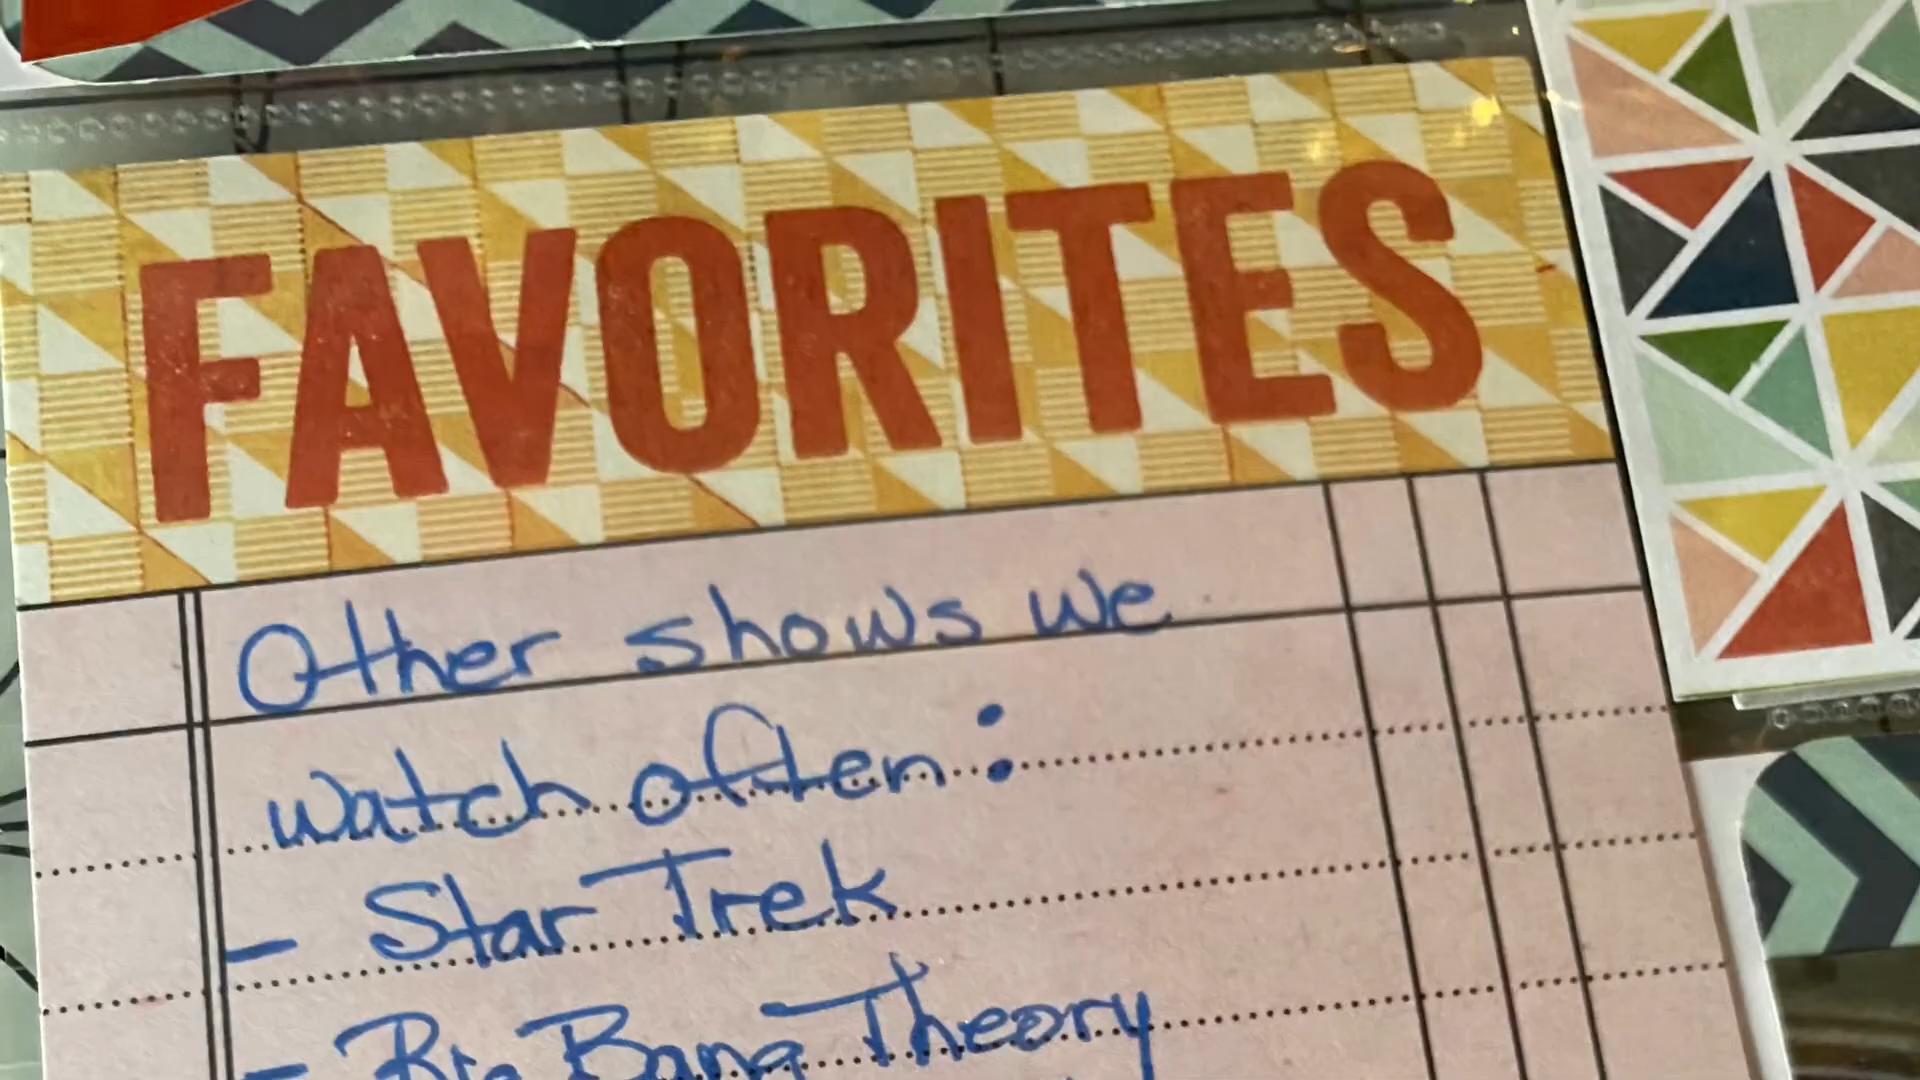 FAVORITES
Other shows we
watch often:
- Star Trek
- Big Bang Theory